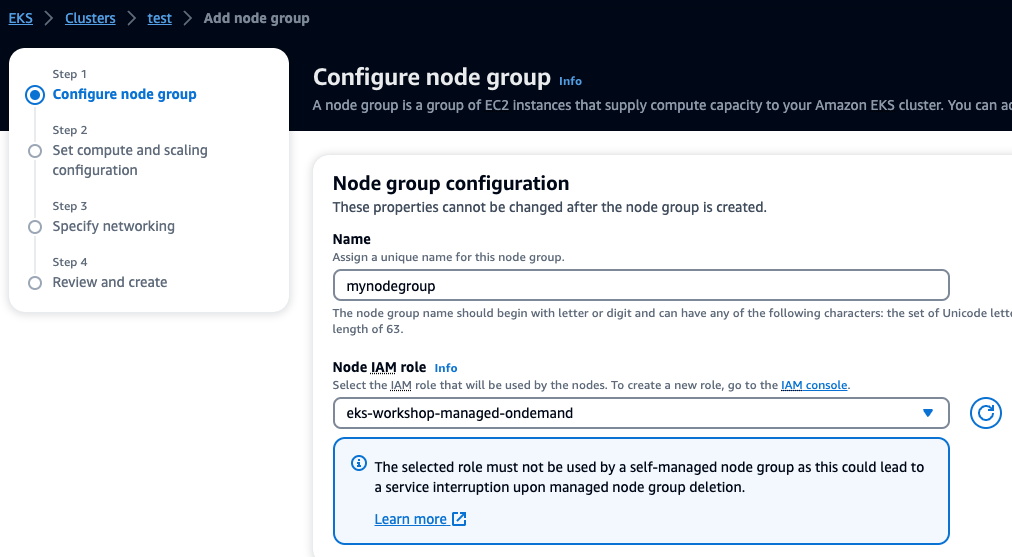 EKS > Clusters > test > Add node group
Step 1
Configure node group
Step 2
Set compute and scaling
configuration
Step 3
Specify networking
Step 4
Review and create
Configure node group Info
A node group is a group of EC2 instances that supply compute capacity to your Amazon EKS cluster. You can
Node group configuration
These properties cannot be changed after the node group is created.
Name
Assign a unique name for this node group.
mynodegroup
The node group name should begin with letter or digit and can have any of the following characters: the set of Unicode
length of 63.
Node IAM role Info
Select the IAM role that will be used by the nodes. To create a new role, go to the IAM console.
eks-workshop-managed-ondemand
The selected role must not be used by a self-managed node group as this could lead to
a service interruption upon managed node group deletion.
Learn more